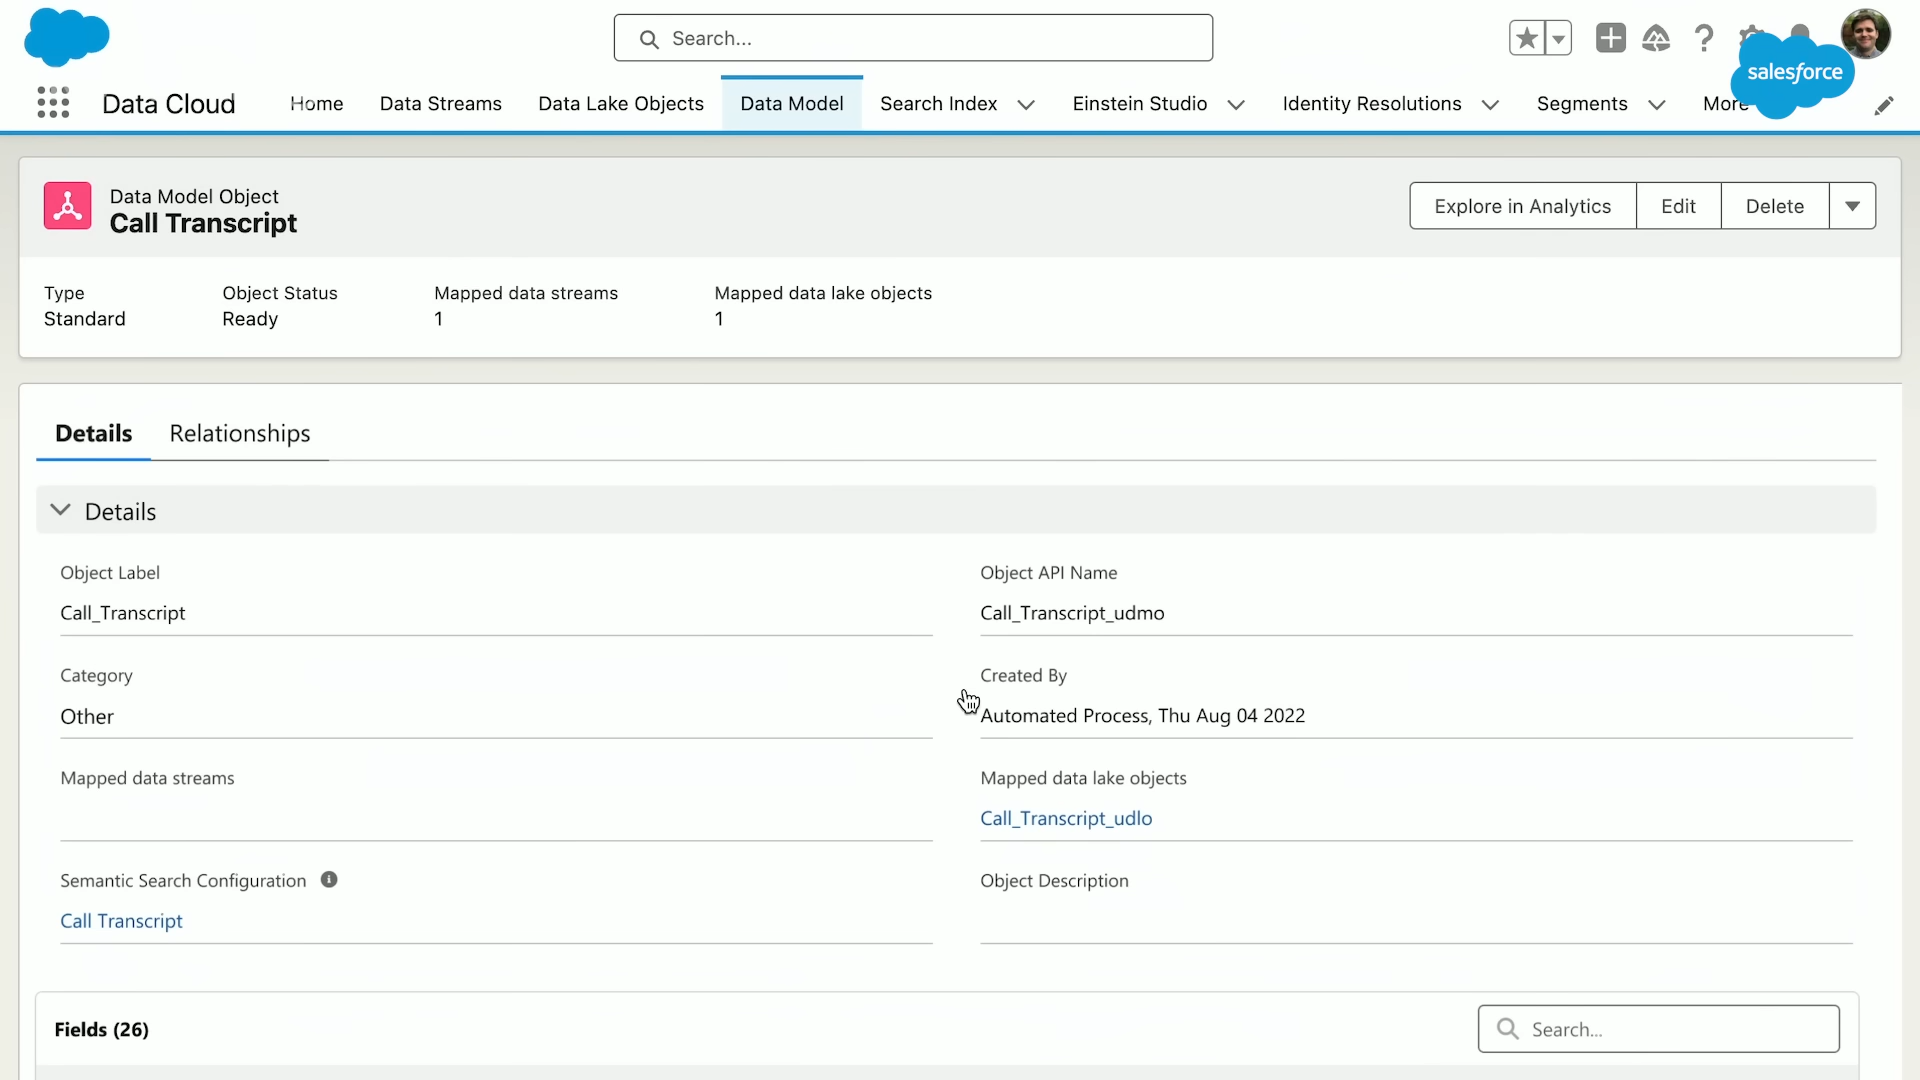 Search...
salesforce
Data Cloud
Home
Data Streams
Data Lake Objects
Data Model
Search Index
Einstein Studio
Identity Resolutions
Segments
More
Data Model Object
Call Transcript
Explore in Analytics
Edit
Delete
Type
Object Status
Mapped data streams
Mapped data lake objects
Standard
Ready
1
1
Details
Relationships
Details
Object Label
Object API Name
Call_Transcript
Call_Transcript_udmo
Category
Created By
Other
Automated Process, Thu Aug 04 2022
Mapped data streams
Mapped data lake objects
Call_Transcript_udlo
Semantic Search Configuration
Object Description
Call Transcript
Fields (26)
Search...